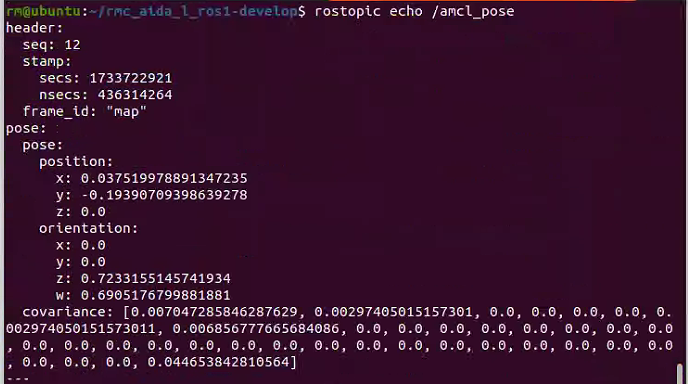 rm@ubuntu:~/rmc_aida_l_ros1-develop$ rostopic echo /amcl_pose
header:
  seq: 12
  stamp:
    secs: 1733722921
    nsecs: 436314264
  frame_id: "map"
pose:
  pose:
    position:
      x: 0.037519978891347235
      y: -0.19390709398639278
      z: 0.0
    orientation:
      x: 0.0
      y: 0.0
      z: 0.7233155145741934
      w: 0.6905176799881881
  covariance: [0.007047285846287629, 0.00297405015157301, 0.0, 0.0, 0.0, 0.0, 0.
002974050151573011, 0.006856777665684086, 0.0, 0.0, 0.0, 0.0, 0.0, 0.0, 0.0, 0.0
, 0.0, 0.0, 0.0, 0.0, 0.0, 0.0, 0.0, 0.0, 0.0, 0.0, 0.0, 0.0, 0.0, 0.0, 0.0, 0.0
, 0.0, 0.0, 0.0, 0.044653842810564]
---